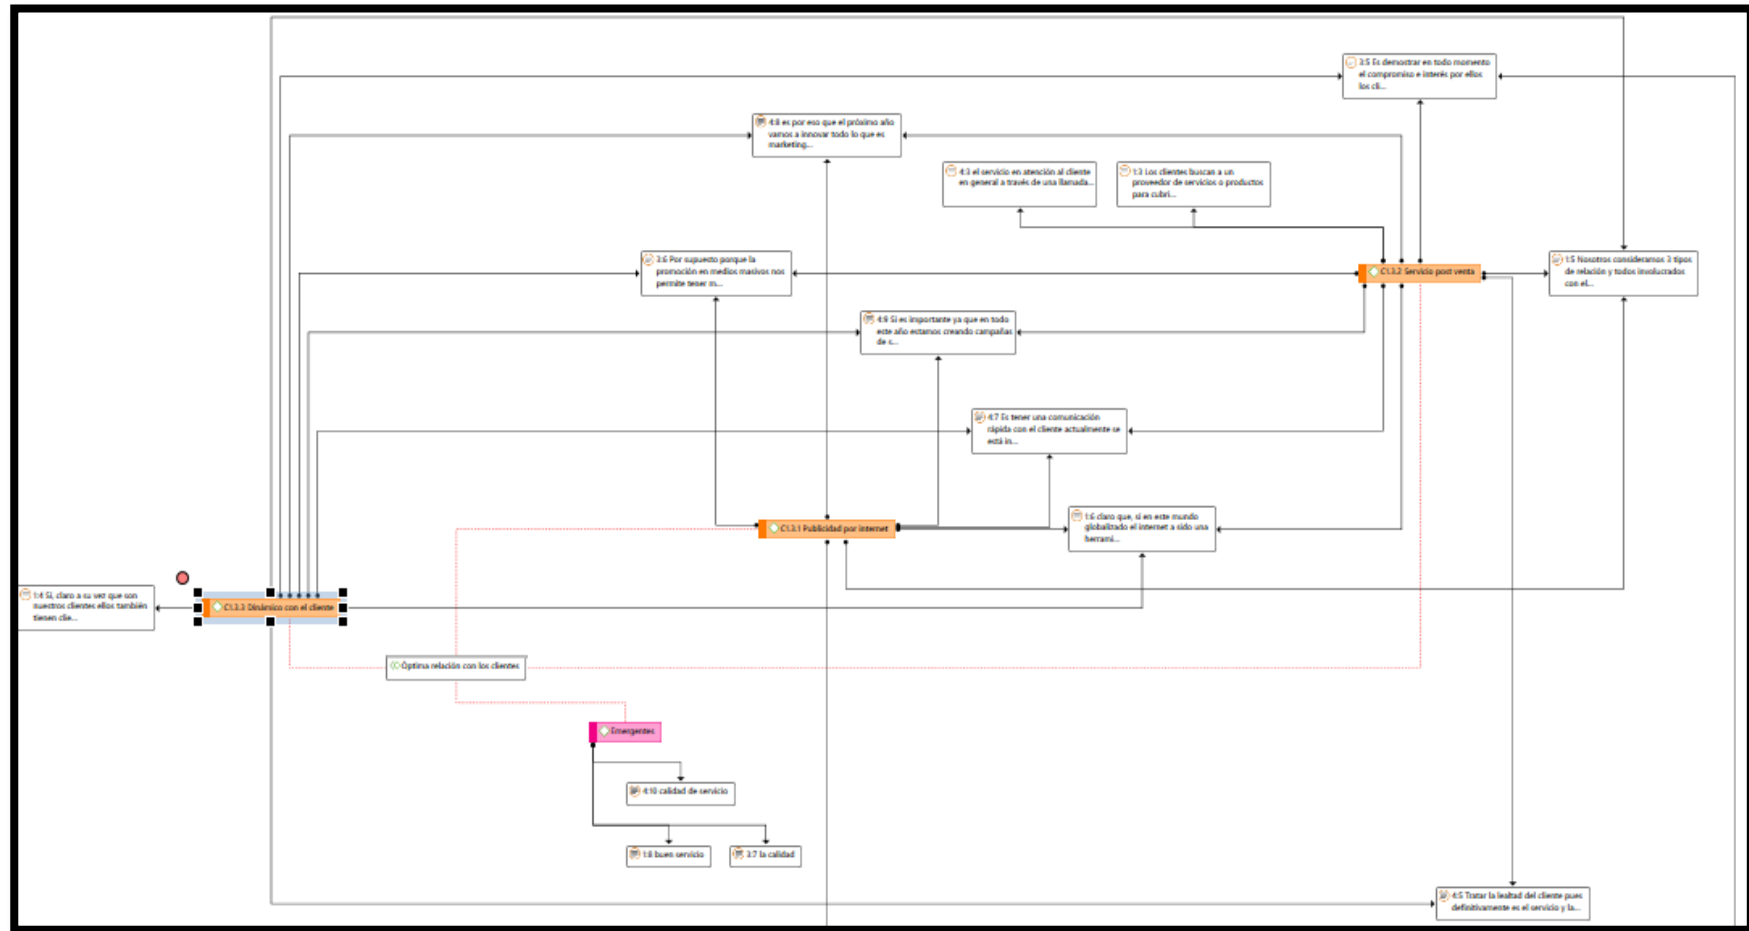 3:5 Es demostrar en todo momento
el compromiso e interés por ellos
los cli...
4:8 es por eso que el próximo año
vamos a innovar todo lo que es
marketing...
4:3 el servicio en atención al cliente
en general a través de una llamada...
1:3 Los clientes buscan a un
proveedor de servicios o productos
para cubri...
3:6 Por supuesto porque la
promoción en medios masivos nos
permite tener m...
C1.3.2 Servicio post venta
1:5 Nosotros consideramos 3 tipos
de relación y todos involucrados
con el...
4:9 Si es importante ya que en todo
este año estamos creando campañas
de s...
4:7 Es tener una comunicación
rápida con el cliente actualmente se
está in...
C1.3.1 Publicidad por internet
1:6 claro que, si en este mundo
globalizado el internet a sido una
herrami...
1:4 Si, claro a su vez que son
nuestros clientes ellos también
tienen clie...
C1.3.3 Dinámico con el cliente
Óptima relación con los clientes
Emergentes
4:10 calidad de servicio
1:8 buen servicio
3:7 la calidad
4:5 Tratar la lealtad del cliente pues
definitivamente es el servicio y la...